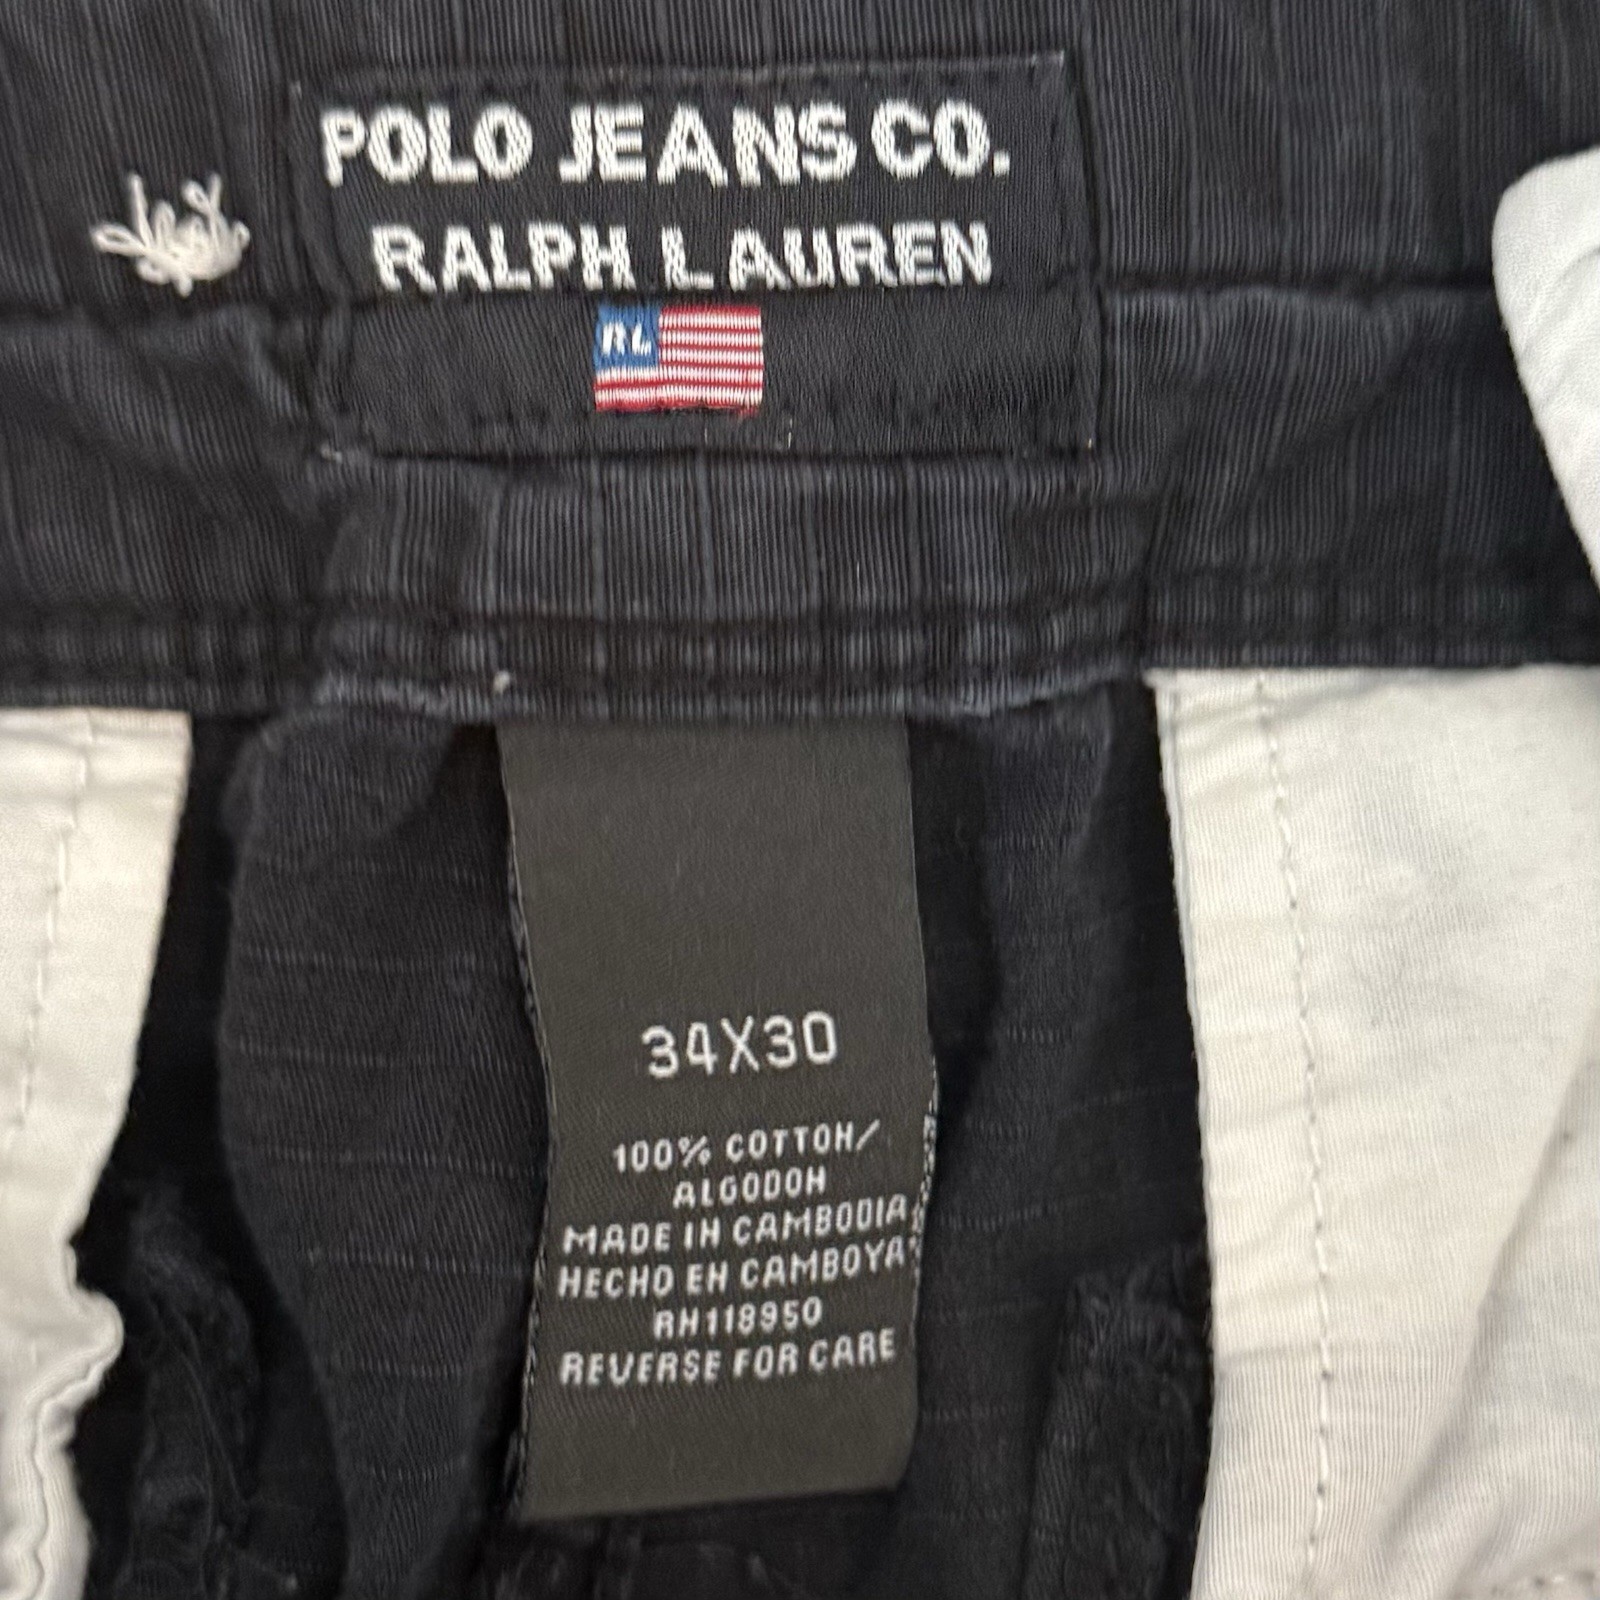 POLO JEANS CO.
RALPH LAUREN
RL
34X30
100% COTTON/
ALGODON
MADE IN CAMBODIA
HECHO EN CAMBOYA
RH118950
REVERSE FOR CARE